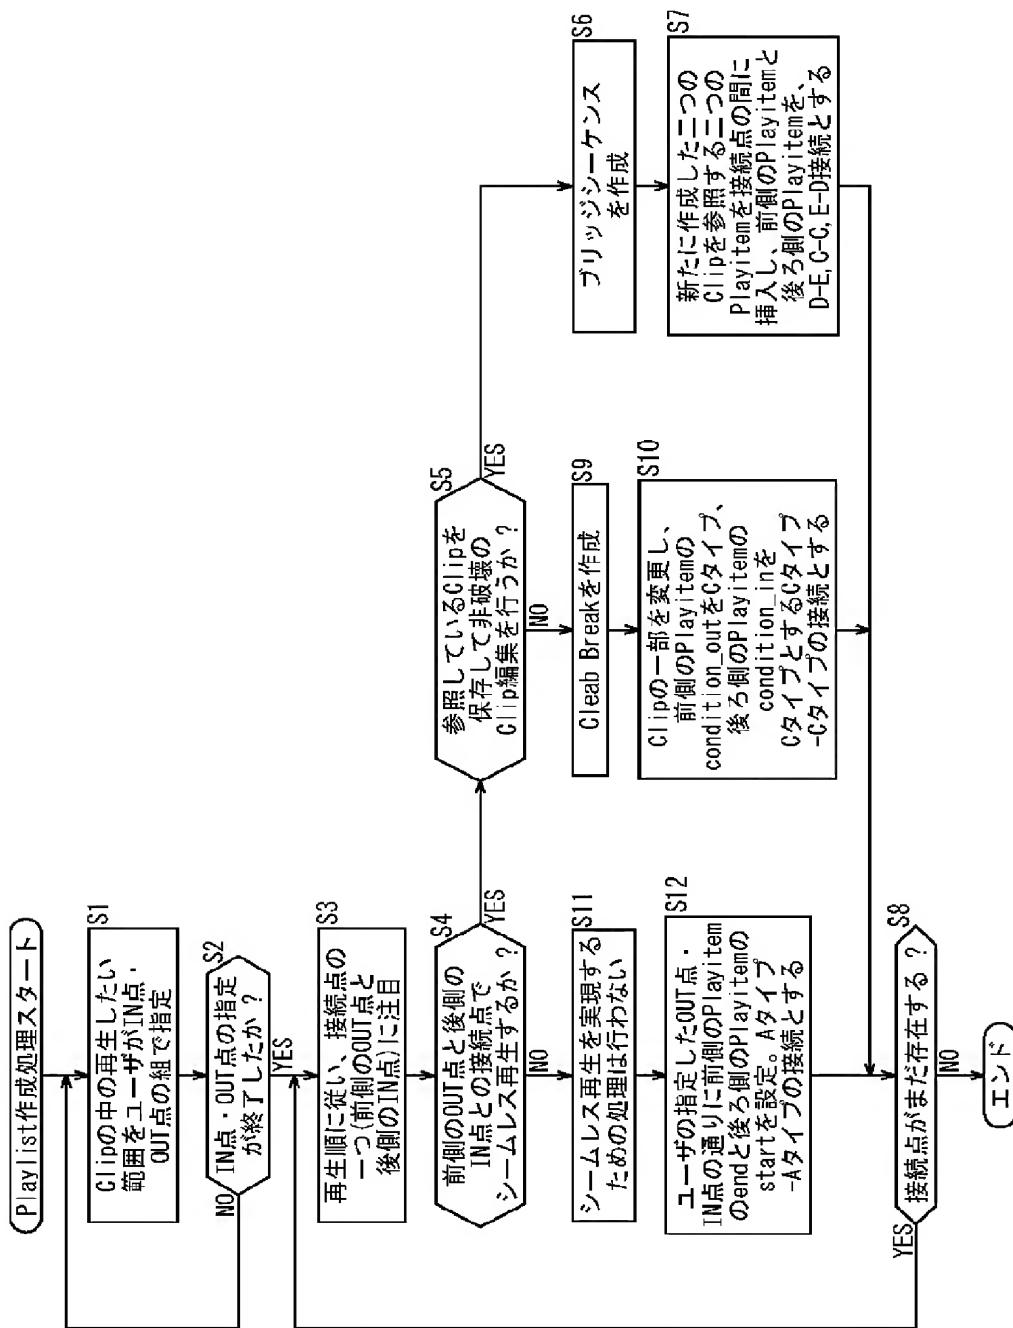 Playlist作成処理スタート
S1
Clipの中の再生したい
範囲をユーザがIN点・
OUT点の組で指定
S2
IN点・OUT点の指定
が終了したか？
NO
YES
S3
再生順に従い、接続点の
一つ(前側のOUT点と
後側のIN点)に注目
S4
前側のOUT点と後側の
IN点との接続点で
シームレス再生するか？
YES
NO
S5
参照しているClipを
保存して非破壊の
Clip編集を行うか？
YES
NO
S6
ブリッジシーケンス
を作成
S7
新たに作成した二つの
Clipを参照する二つの
Playitemを接続点の間に
挿入し、前側のPlayitemと
後ろ側のPlayitemを、
D-E,C-C,E-D接続とする
S9
Cleab Breakを作成
S10
Clipの一部を変更し、
前側のPlayitemの
condition_outをCタイプ、
後ろ側のPlayitemの
condition_inを
CタイプとするCタイプ
-Cタイプの接続とする
S11
シームレス再生を実現する
ための処理は行わない
S12
ユーザの指定したOUT点・
IN点の通りに前側のPlayitem
のendと後ろ側のPlayitemの
startを設定。Aタイプ
-Aタイプの接続とする
S8
接続点がまだ存在する？
YES
NO
エンド